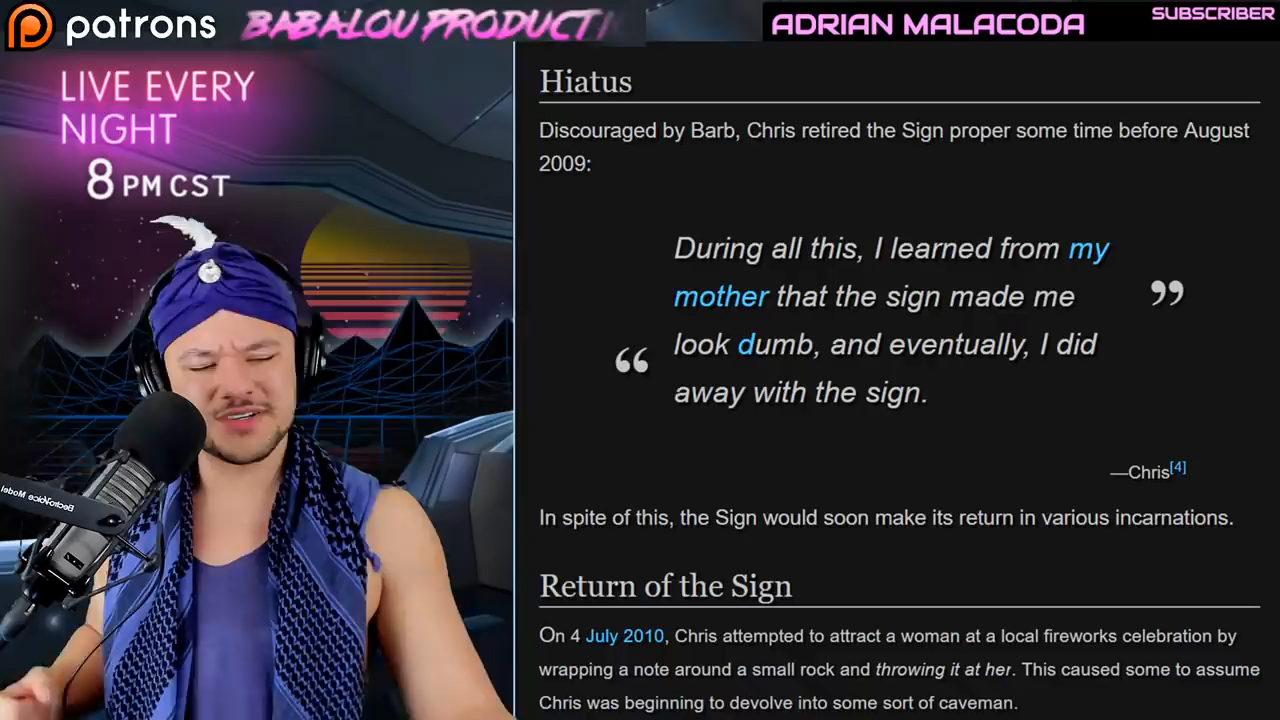 patrons
BABALOU PRODUCTI
ADRIAN MALACODA
SUBSCRIBER
LIVE EVERY
NIGHT
8 PM CST
ElectroVoice Model
Hiatus
Discouraged by Barb, Chris retired the Sign proper some time before August
2009:
“
During all this, I learned from my
mother that the sign made me
look dumb, and eventually, I did
away with the sign.
”
—Chris[4]
In spite of this, the Sign would soon make its return in various incarnations.
Return of the Sign
On 4 July 2010, Chris attempted to attract a woman at a local fireworks celebration by
wrapping a note around a small rock and throwing it at her. This caused some to assume
Chris was beginning to devolve into some sort of caveman.